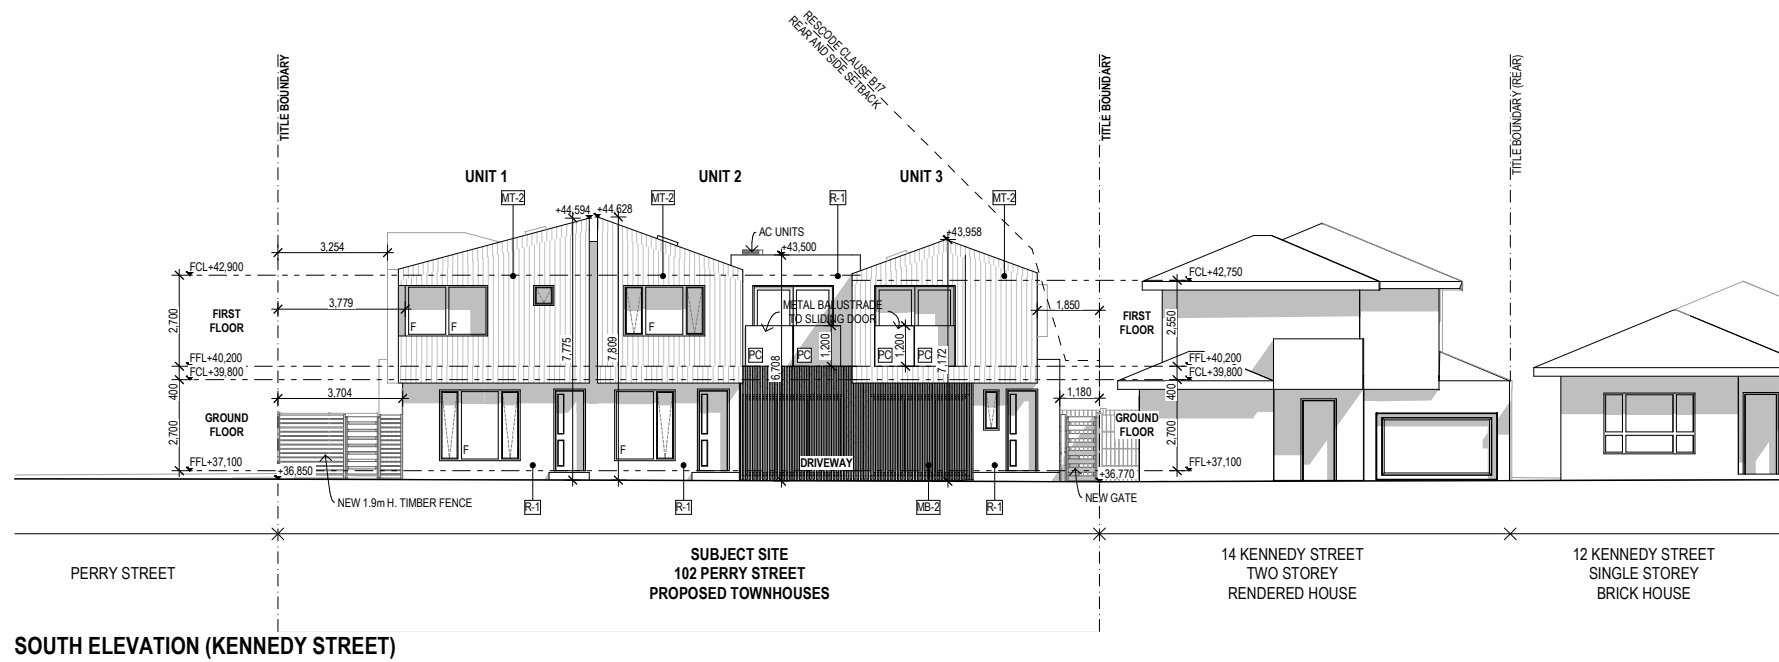 RESCODE CLAUSE B17
REAR AND SIDE SETBACK
TITLE BOUNDARY
TITLE BOUNDARY
TITLE BOUNDARY (REAR)
UNIT 1
UNIT 2
UNIT 3
MT-2
MT-2
R-1
MT-2
+44,594
+44,628
AC UNITS
+43,500
+43,958
3,254
FCL+42,900
FCL+42,750
3,779
1,850
METAL BALUSTRADE
TO SLIDING DOOR
2,700
FIRST
FLOOR
F
F
F
7,775
7,809
6,708
1,200
1,200
7,172
PC
PC
PC
PC
FIRST
FLOOR
2,550
FFL+40,200
FCL+39,800
FFL+40,200
FCL+39,800
400
3,704
1,180
400
GROUND
FLOOR
2,700
F
F
GROUND
FLOOR
2,700
FFL+37,100
+36,850
DRIVEWAY
+36,770
FFL+37,100
NEW 1.9m H. TIMBER FENCE
R-1
R-1
MB-2
R-1
NEW GATE
PERRY STREET
SUBJECT SITE
102 PERRY STREET
PROPOSED TOWNHOUSES
14 KENNEDY STREET
TWO STOREY
RENDERED HOUSE
12 KENNEDY STREET
SINGLE STOREY
BRICK HOUSE
SOUTH ELEVATION (KENNEDY STREET)